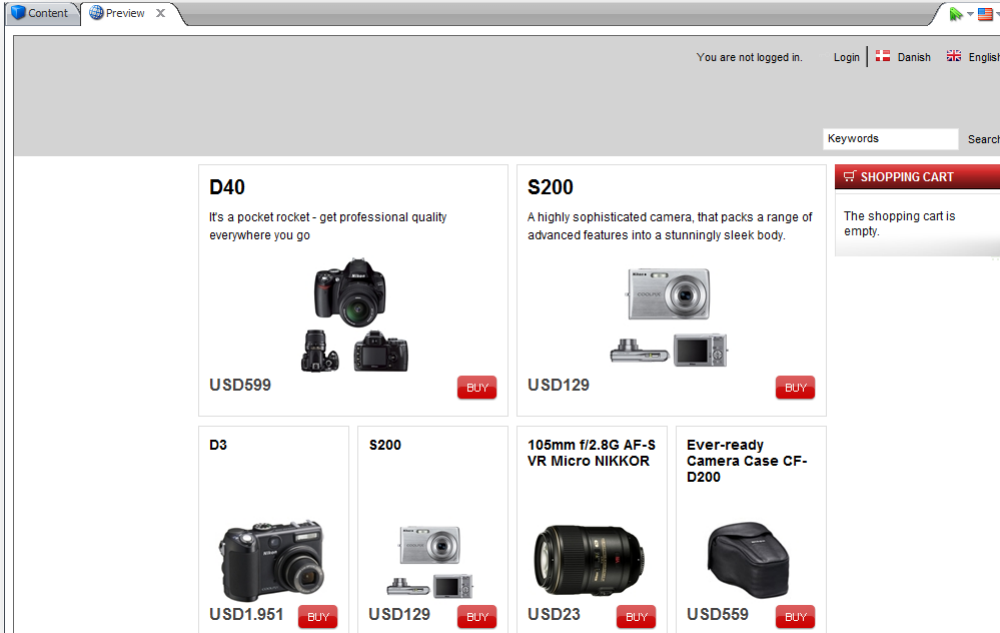 Content
Preview
You are not logged in.
Login
Danish
English
Keywords
Search
D40
It's a pocket rocket - get professional quality
everywhere you go
USD599
BUY
S200
A highly sophisticated camera, that packs a range of
advanced features into a stunningly sleek body.
USD129
BUY
SHOPPING CART
The shopping cart is
empty.
D3
USD1.951
BUY
S200
USD129
BUY
105mm f/2.8G AF-S
VR Micro NIKKOR
USD23
BUY
Ever-ready
Camera Case CF-
D200
USD559
BUY